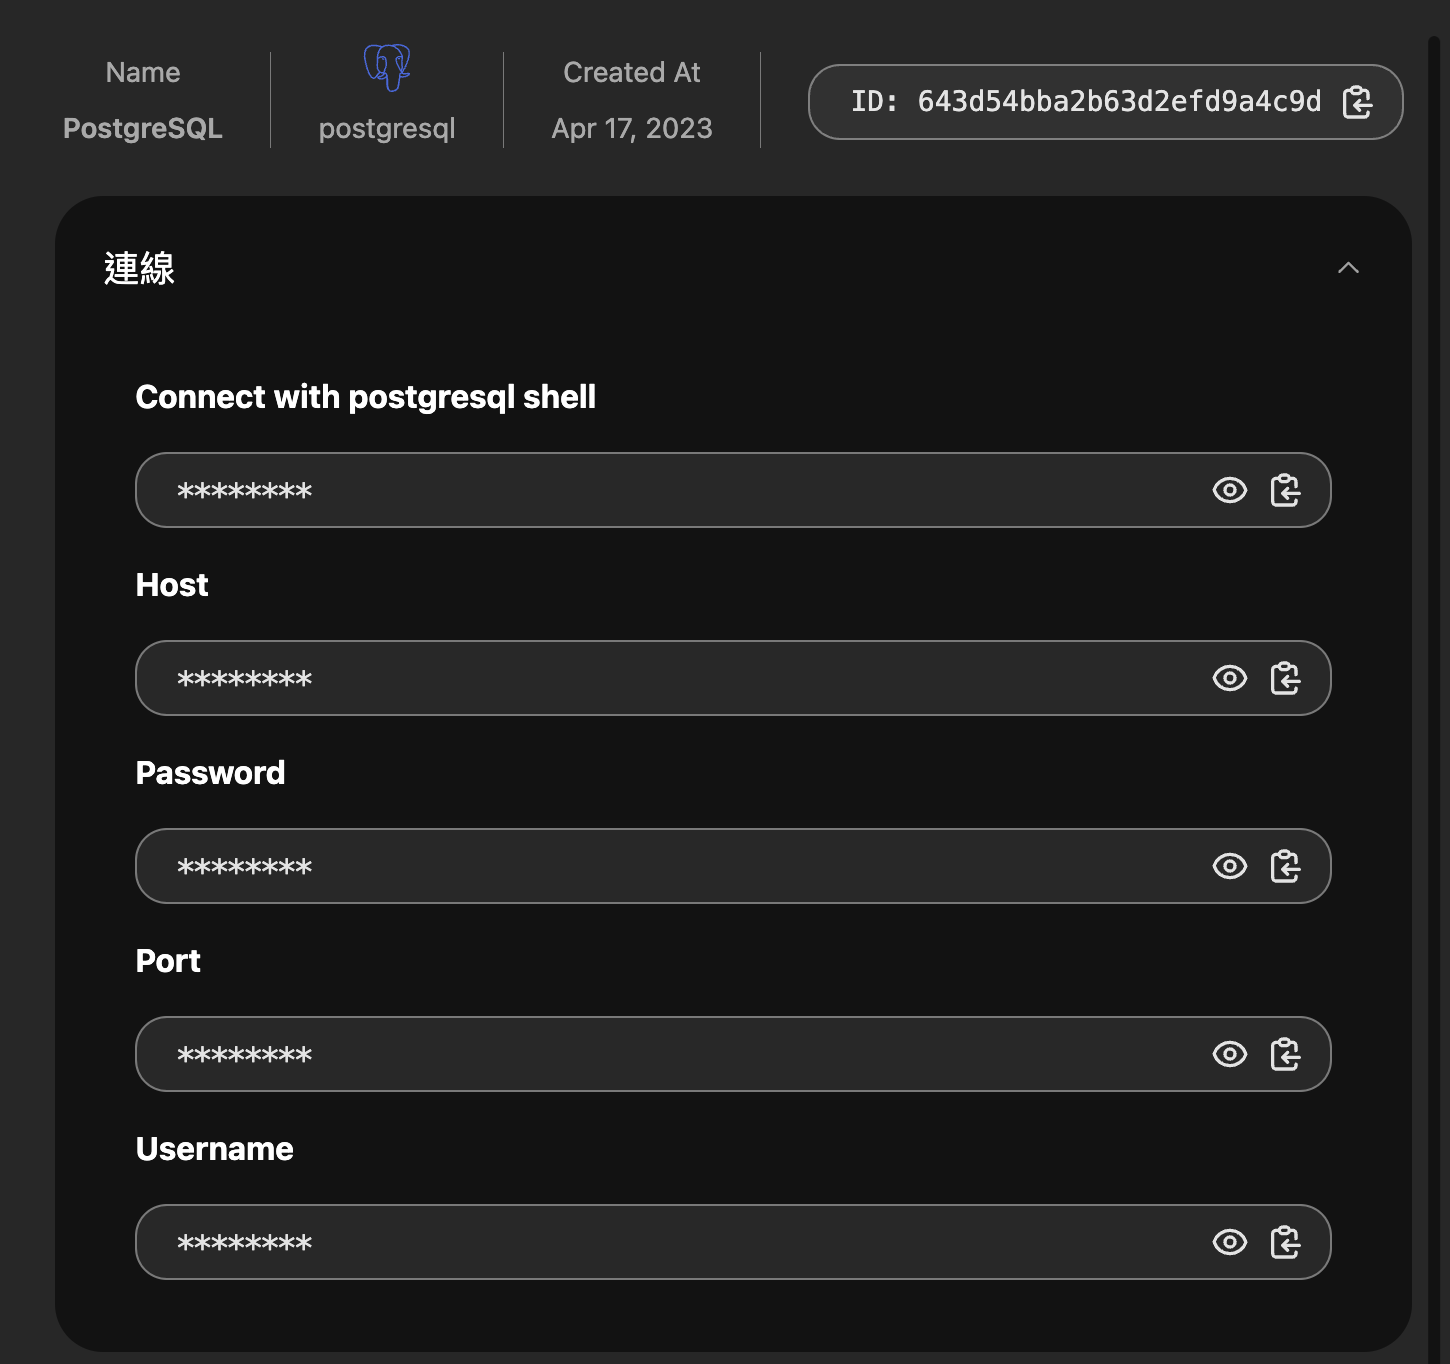 Name
PostgreSQL
postgresql
Created At
Apr 17, 2023
ID: 643d54bba2b63d2efd9a4c9d
連線
Connect with postgresql shell
********
Host
********
Password
********
Port
********
Username
********